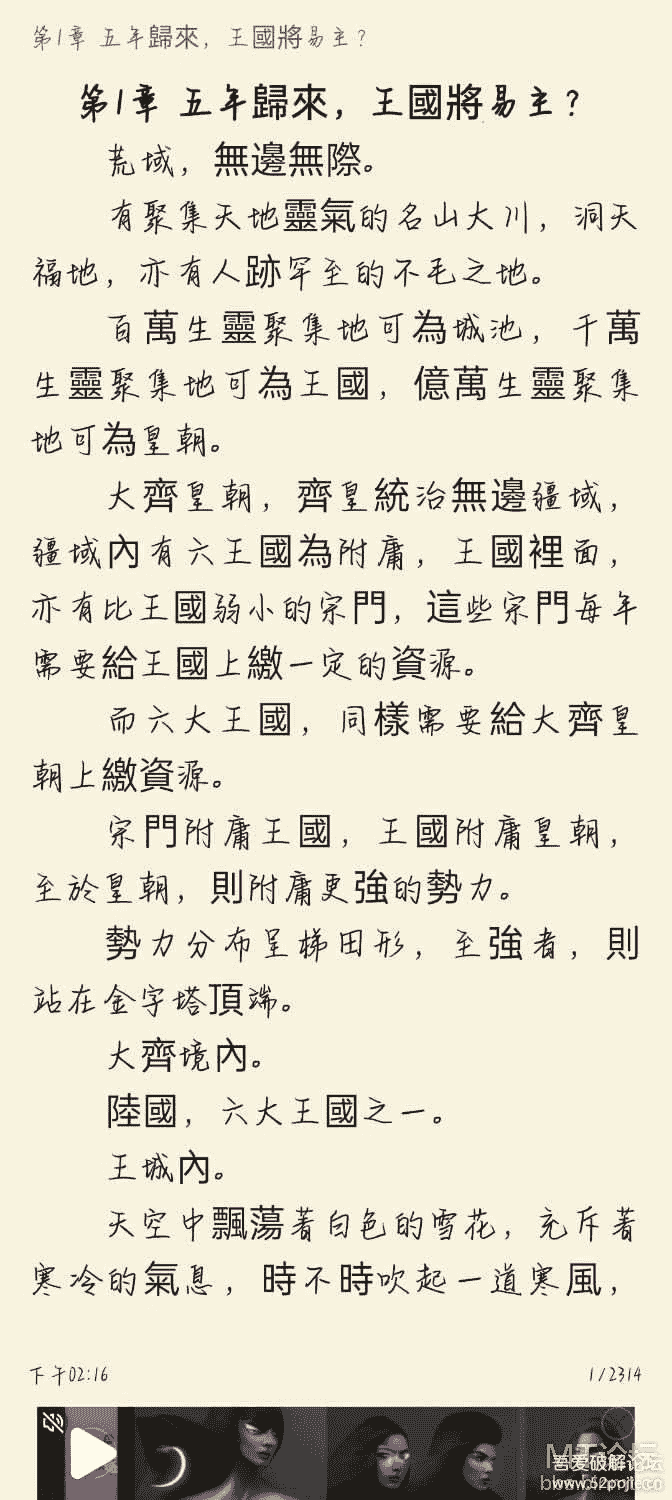 第1章 五年歸來，王國將易主？
第1章 五年歸來，王國將易主？
荒域，無邊無際。
有聚集天地靈氣的名山大川，洞天
福地，亦有人跡罕至的不毛之地。
百萬生靈聚集地可為城池，千萬
生靈聚集地可為王國，億萬生靈聚集
地可為皇朝。
大齊皇朝，齊皇統治無邊疆域，
疆域內有六王國為附庸，王國裡面，
亦有比王國弱小的宗門，這些宗門每年
需要給王國上繳一定的資源。
而六大王國，同樣需要給大齊皇
朝上繳資源。
宗門附庸王國，王國附庸皇朝，
至於皇朝，則附庸更強的勢力。
勢力分布呈梯田形，至強者，則
站在金字塔頂端。
大齊境內。
陸國，六大王國之一。
王城內。
天空中飄蕩著白色的雪花，充斥著
寒冷的氣息，時不時吹起一道寒風，
下午02:16
1/2314
吾爱破解论坛
www.52pojie.cn